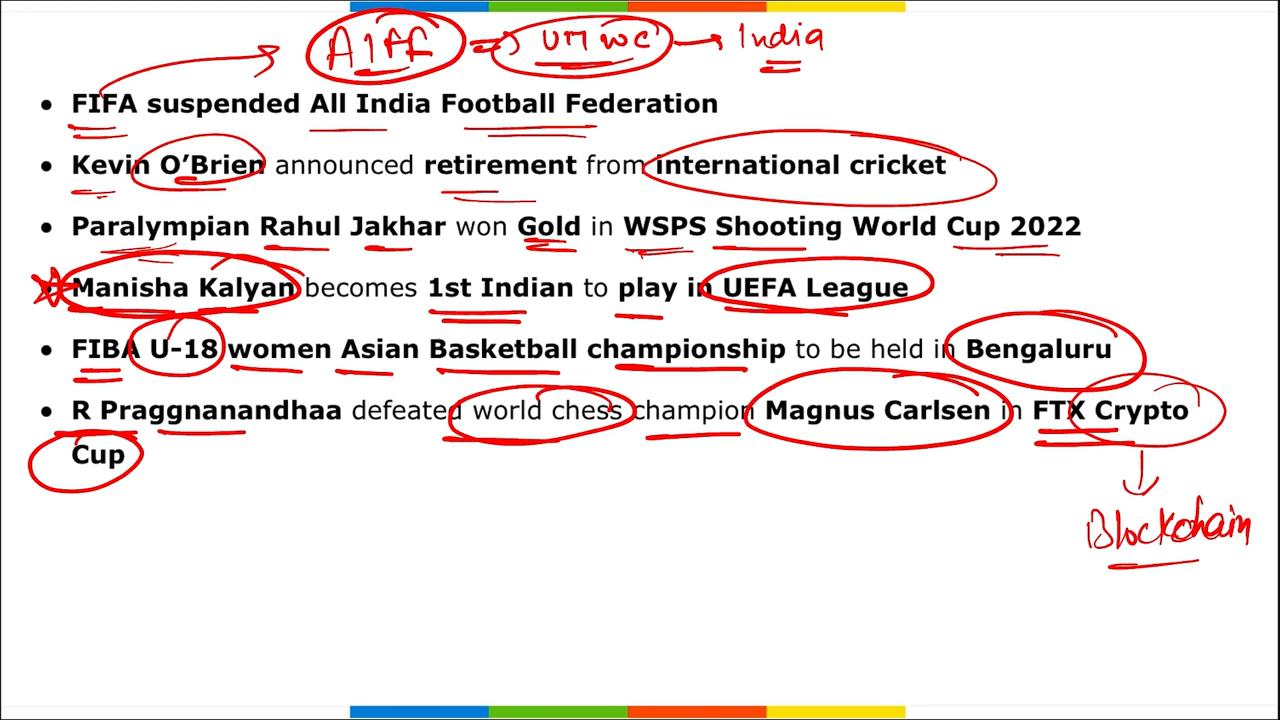 AIFF → U17 WC → India
• FIFA suspended All India Football Federation
• Kevin O’Brien announced retirement from international cricket
• Paralympian Rahul Jakhar won Gold in WSPS Shooting World Cup 2022
• Manisha Kalyan becomes 1st Indian to play in UEFA League
• FIBA U-18 women Asian Basketball championship to be held in Bengaluru
• R Praggnanandhaa defeated world chess champion Magnus Carlsen in FTX Crypto
Cup
Blockchain